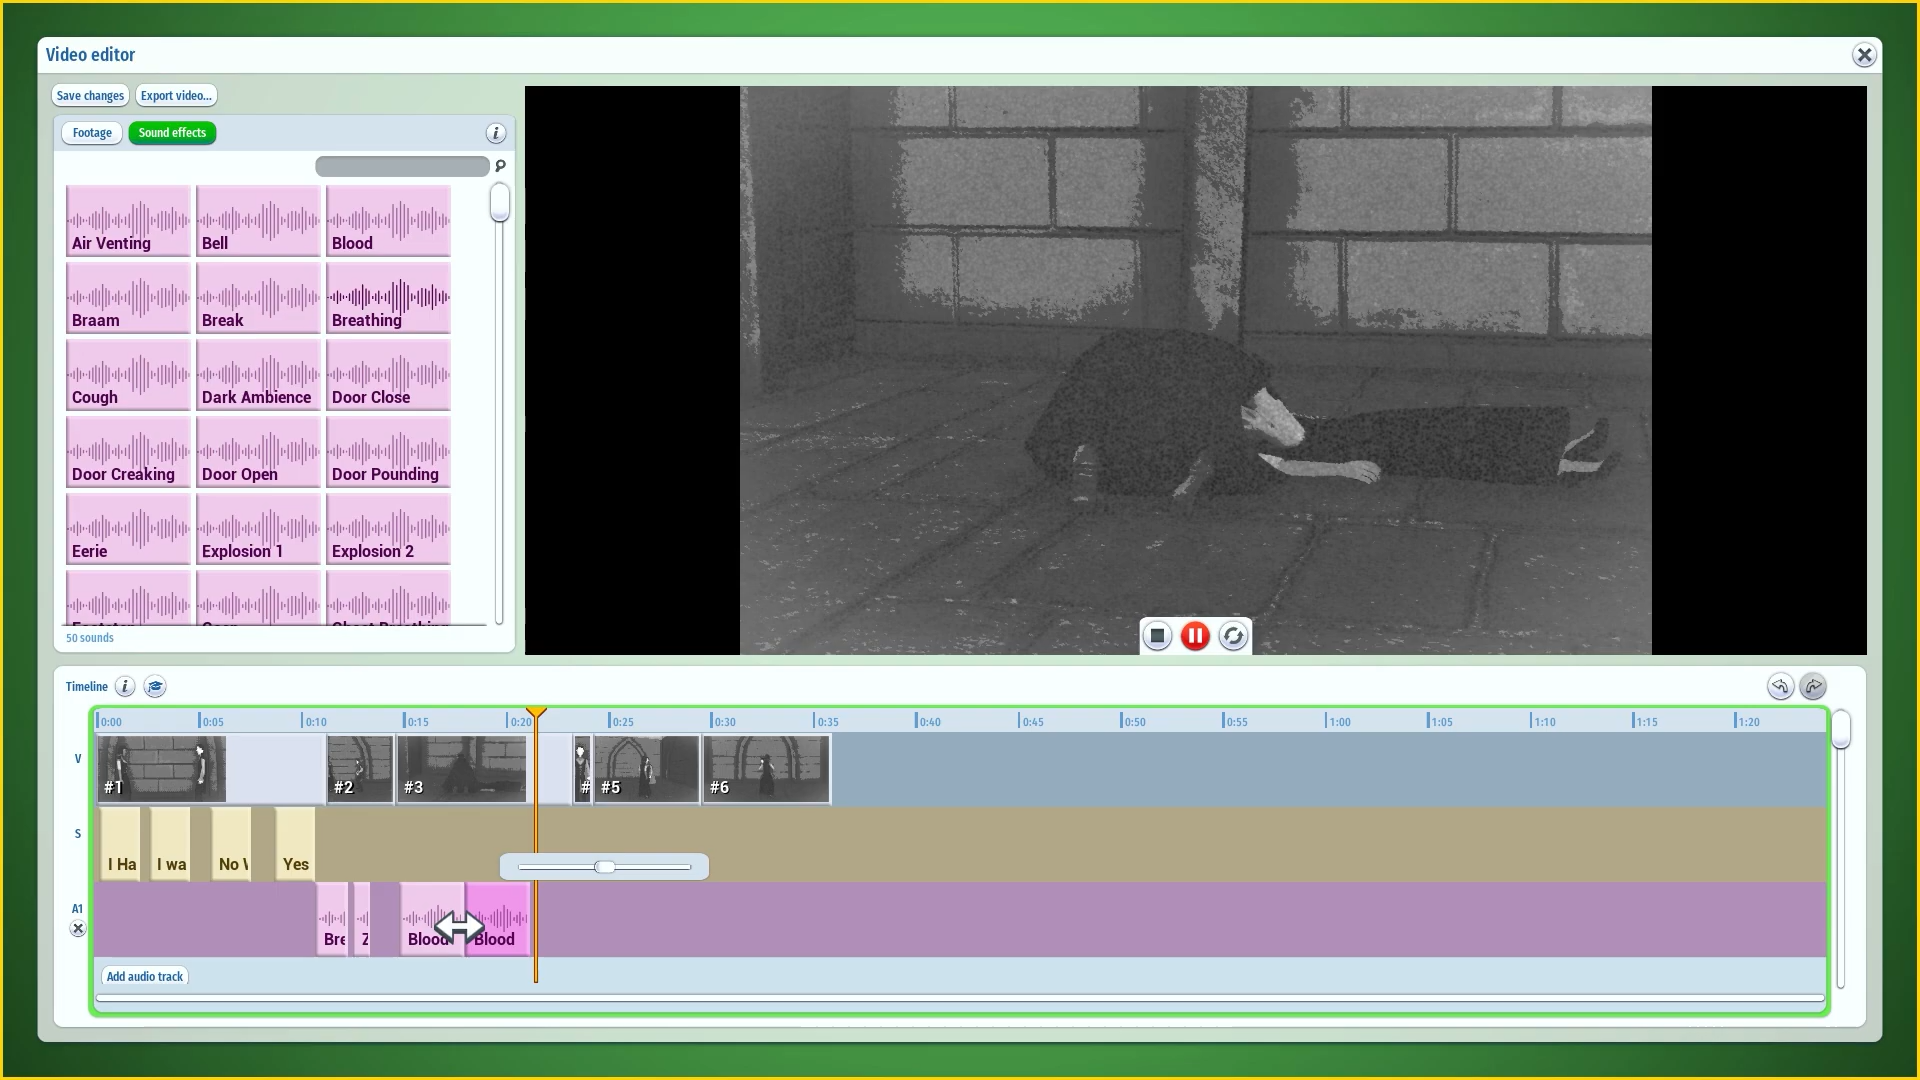 Video editor
Save changes
Export video...
Footage
Sound effects
Air Venting
Bell
Blood
Braam
Break
Breathing
Cough
Dark Ambience
Door Close
Door Creaking
Door Open
Door Pounding
Eerie
Explosion 1
Explosion 2
50 sounds
Timeline
0:00
0:05
0:10
0:15
0:20
0:25
0:30
0:35
0:40
0:45
0:50
0:55
1:00
1:05
1:10
1:15
1:20
V
#1
#2
#3
#
#5
#6
S
I Ha
I wa
No
Yes
A1
Bre
Z
Blood
Blood
Add audio track